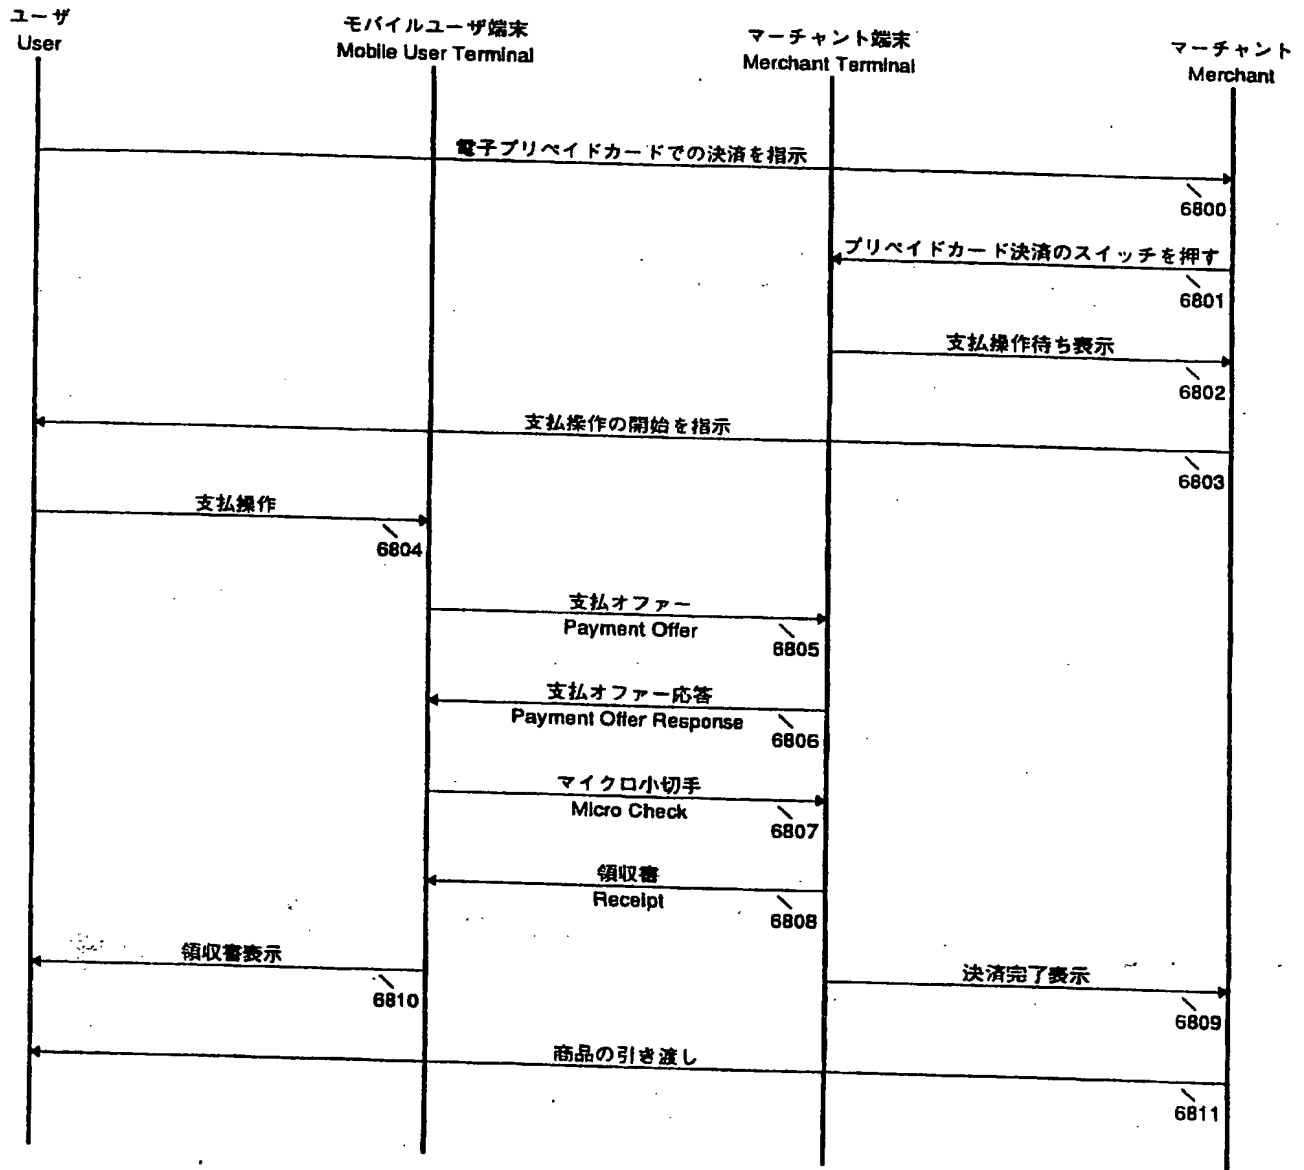 ユーザ
User
モバイルユーザ端末
Mobile User Terminal
マーチャント端末
Merchant Terminal
マーチャント
Merchant
電子プリペイドカードでの決済を指示
6800
プリペイドカード決済のスイッチを押す
6801
支払操作待ち表示
6802
支払操作の開始を指示
6803
支払操作
6804
支払オファー
Payment Offer
6805
支払オファー応答
Payment Offer Response
6806
マイクロ小切手
Micro Check
6807
領収書
Receipt
6808
領収書表示
6810
決済完了表示
6809
商品の引き渡し
6811